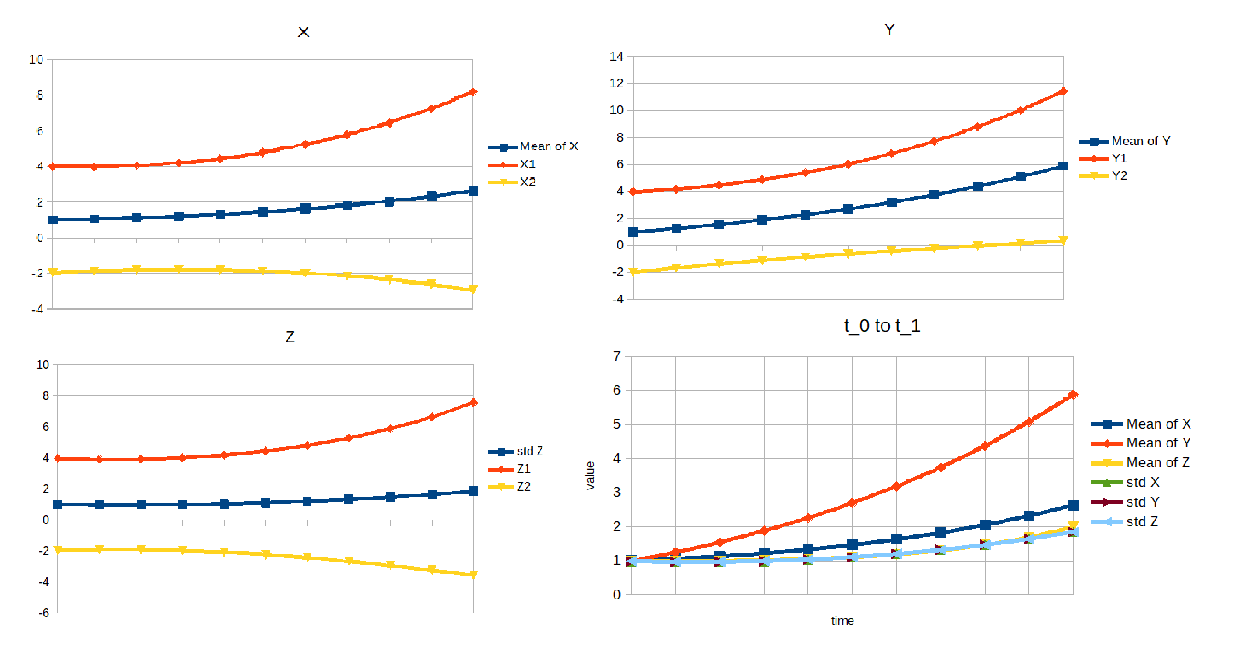 X
10
8
6
4
2
0
-2
-4
Mean of X
X1
X2
Y
14
12
10
8
6
4
2
0
-2
-4
Mean of Y
Y1
Y2
Z
10
8
6
4
2
0
-2
-4
-6
std Z
Z1
Z2
t_0 to t_1
7
6
5
4
3
2
1
0
value
time
Mean of X
Mean of Y
Mean of Z
std X
std Y
std Z